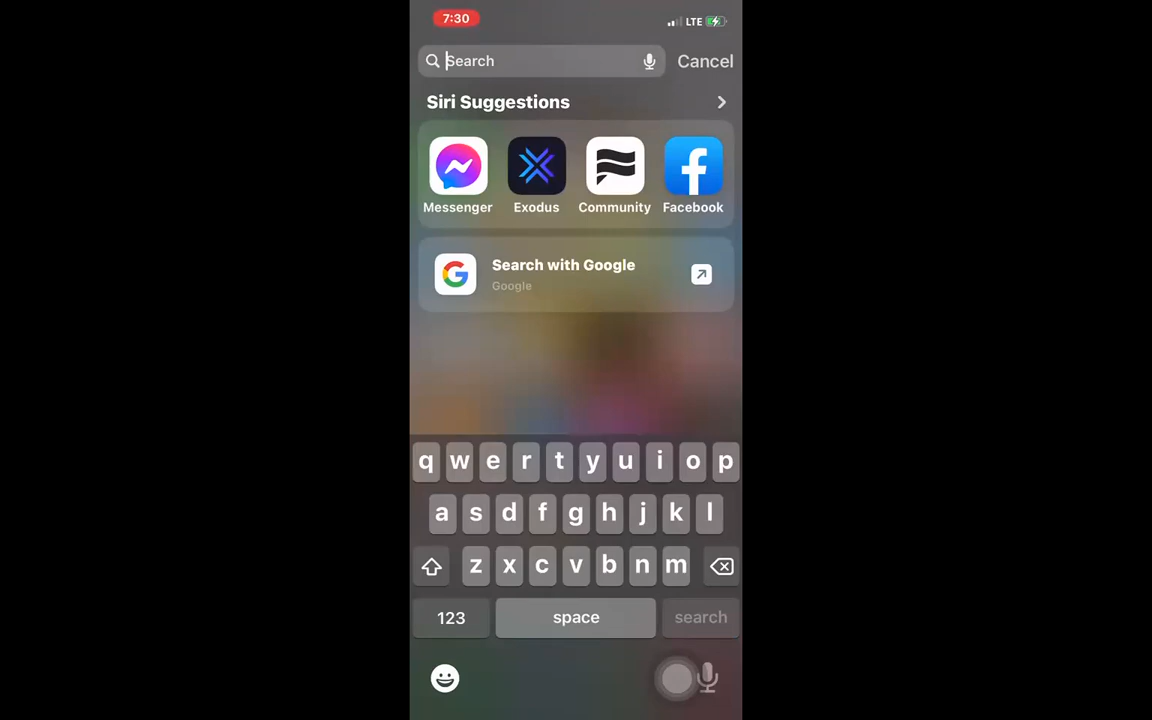 7:30
LTE
Search
Cancel
Siri Suggestions
Messenger
Exodus
Community
Facebook
Search with Google
Google
q w e r t y u i o p
a s d f g h j k l
z x c v b n m
123
space
search